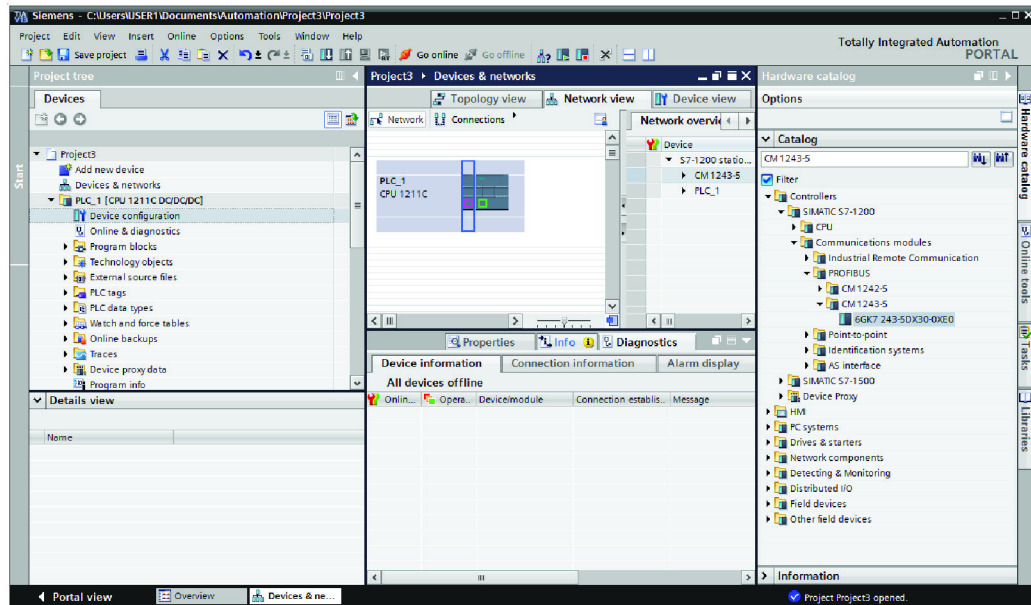 Siemens - C:\Users\USER1\Documents\Automation\Project3\Project3
Project Edit View Insert Online Options Tools Window Help
Save project Go online Go offline
Totally Integrated Automation
PORTAL
Project tree
Devices
Start
Project3
Add new device
Devices & networks
PLC_1 [CPU 1211C DC/DC/DC]
Device configuration
Online & diagnostics
Program blocks
Technology objects
External source files
PLC tags
PLC data types
Watch and force tables
Online backups
Traces
Device proxy data
Program info
Details view
Name
Project3 Devices & networks
Topology view Network view Device view
Network Connections
Network overvie
Device
S7-1200 statio...
CM 1243-5
PLC_1
PLC_1
CPU 1211C
Properties Info Diagnostics
Device information Connection information Alarm display
All devices offline
Onlin... Opera.. Device/module Connection establis.. Message
Hardware catalog
Options
Catalog
CM 1243-5
Filter
Controllers
SIMATIC S7-1200
CPU
Communications modules
Industrial Remote Communication
PROFIBUS
CM 1242-5
CM 1243-5
6GK7 243-5DX30-0XE0
Point-to-point
Identification systems
AS interface
SIMATIC S7-1500
Device Proxy
HMI
PC systems
Drives & starters
Network components
Detecting & Monitoring
Distributed I/O
Field devices
Other field devices
Information
Hardware catalog
Online tools
Tasks
Libraries
Portal view Overview Devices & ne...
Project Project3 opened.